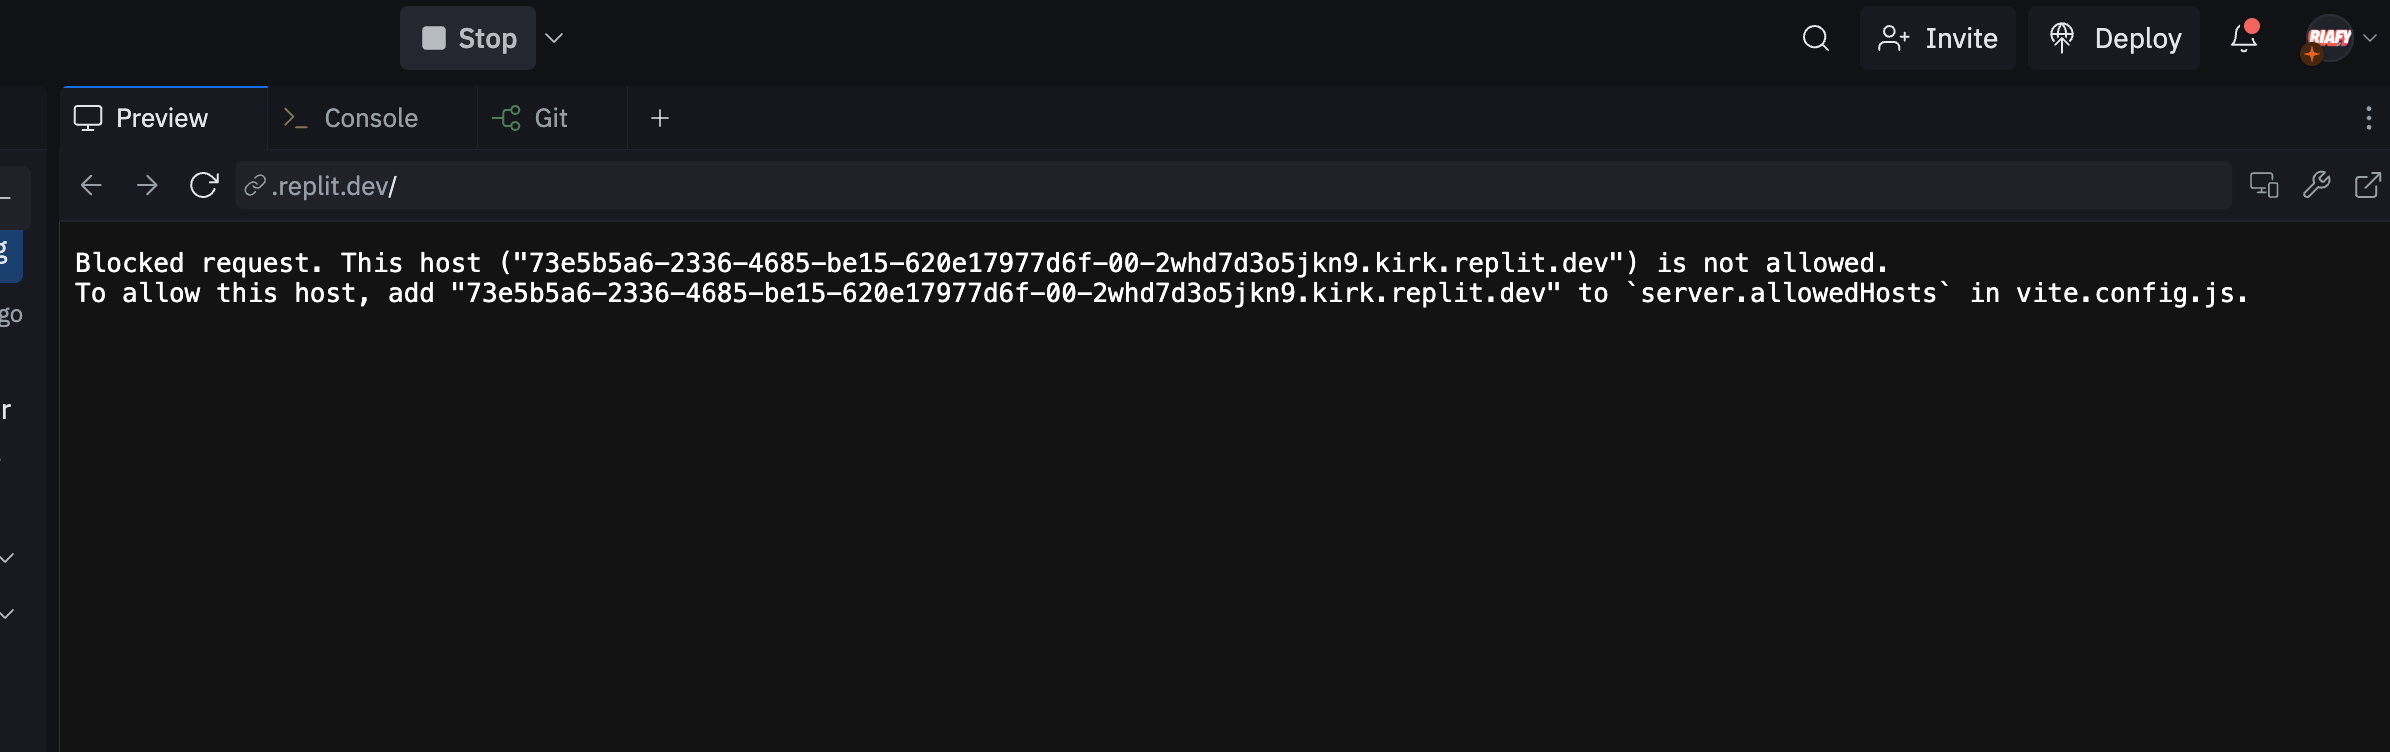 Stop
Invite
Deploy
RIAFY
Preview
Console
Git
.replit.dev/
g
go
r
Blocked request. This host ("73e5b5a6-2336-4685-be15-620e17977d6f-00-2whd7d3o5jkn9.kirk.replit.dev") is not allowed.
To allow this host, add "73e5b5a6-2336-4685-be15-620e17977d6f-00-2whd7d3o5jkn9.kirk.replit.dev" to `server.allowedHosts` in vite.config.js.